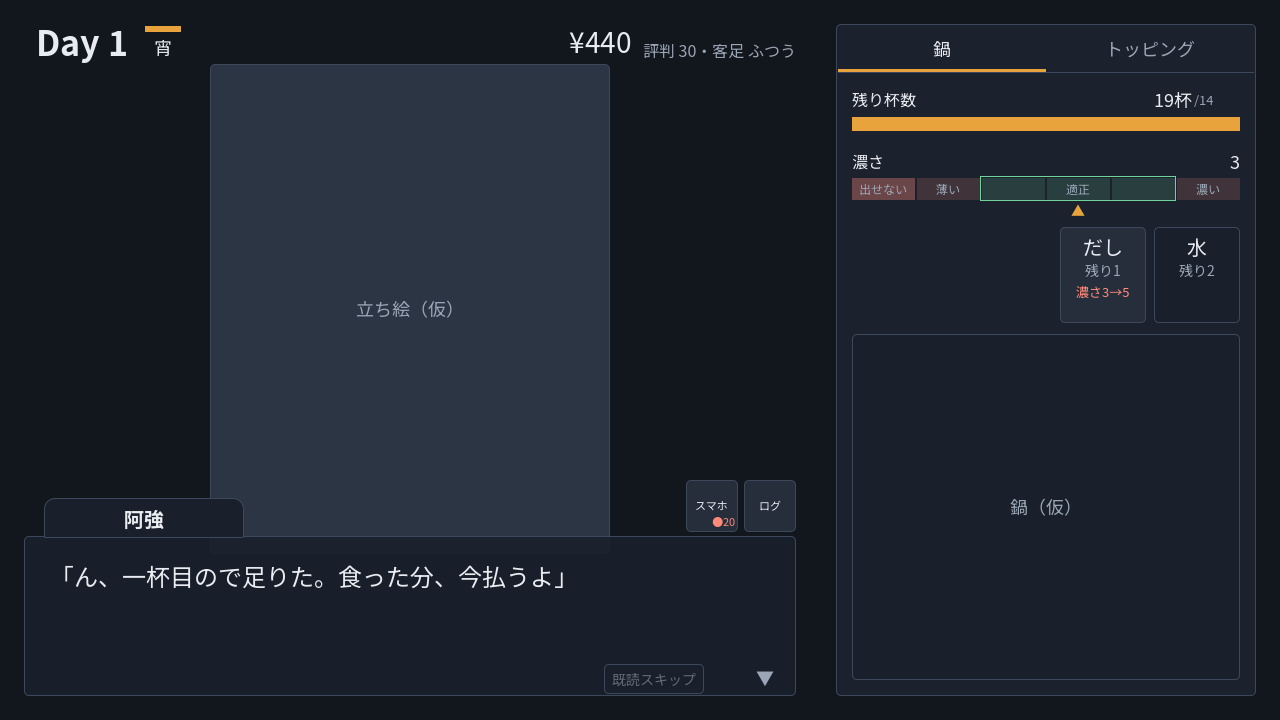 Day 1 宵
¥440 評判 30・客足 ふつう
立ち絵（仮）
スマホ
20
ログ
阿強
「ん、一杯目ので足りた。食った分、今払うよ」
既読スキップ
▼
鍋
トッピング
残り杯数 19杯/14
濃さ 3
出せない 薄い 適正 濃い
だし
残り1
濃さ3→5
水
残り2
鍋（仮）